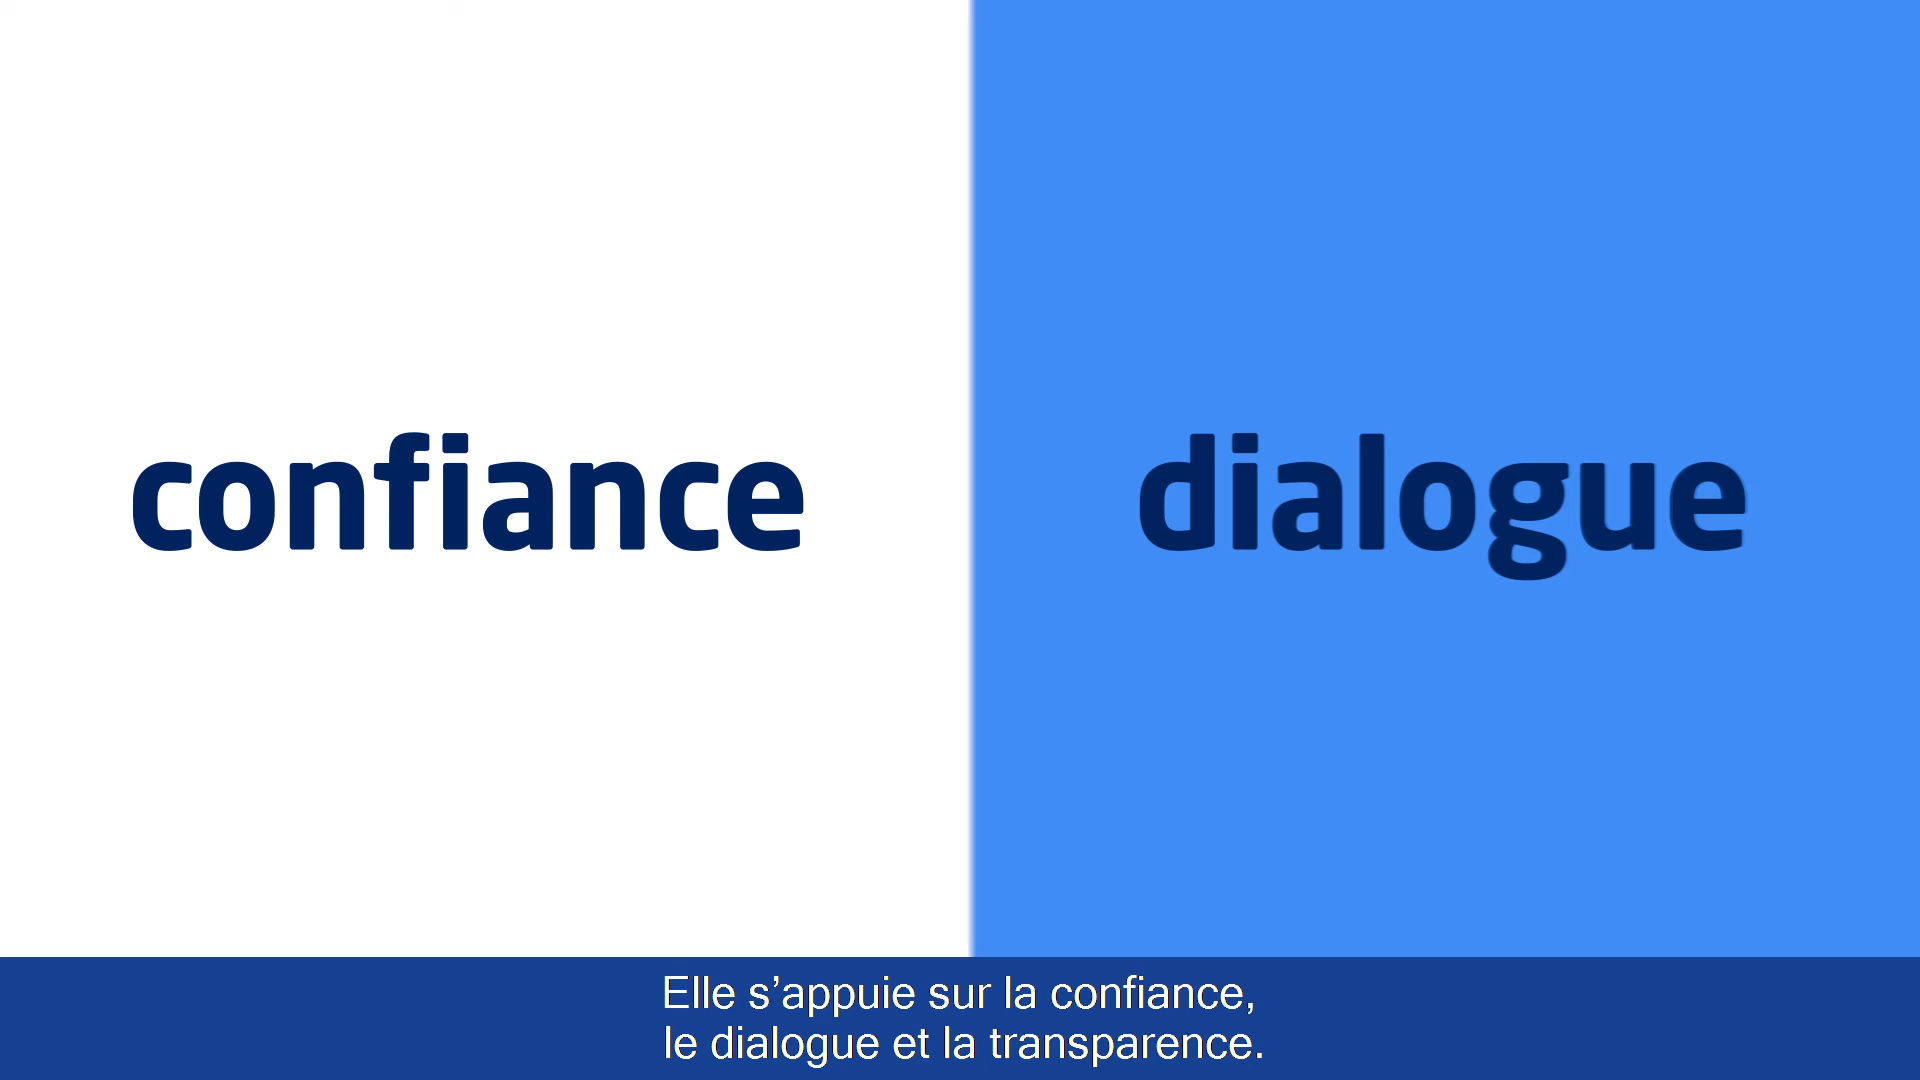 confiance
dialogue
Elle s’appuie sur la confiance,
le dialogue et la transparence.